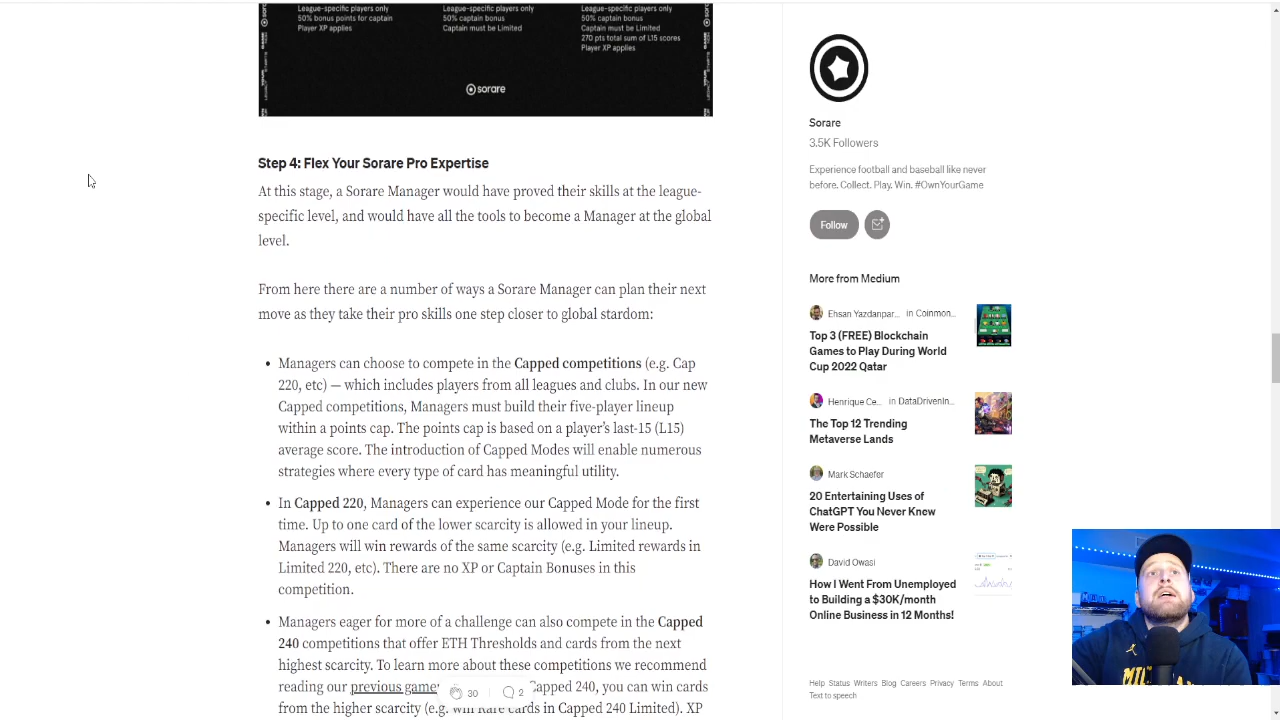 League-specific players only
50% bonus points for captain
Player XP applies
League-specific players only
50% captain bonus
Captain must be Limited
League-specific players only
50% captain bonus
Captain must be Limited
270 pts total sum of L15 scores
Player XP applies
sorare
Step 4: Flex Your Sorare Pro Expertise
At this stage, a Sorare Manager would have proved their skills at the league-
specific level, and would have all the tools to become a Manager at the global
level.
From here there are a number of ways a Sorare Manager can plan their next
move as they take their pro skills one step closer to global stardom:
• Managers can choose to compete in the Capped competitions (e.g. Cap
220, etc) — which includes players from all leagues and clubs. In our new
Capped competitions, Managers must build their five-player lineup
within a points cap. The points cap is based on a player's last-15 (L15)
average score. The introduction of Capped Modes will enable numerous
strategies where every type of card has meaningful utility.
• In Capped 220, Managers can experience our Capped Mode for the first
time. Up to one card of the lower scarcity is allowed in your lineup.
Managers will win rewards of the same scarcity (e.g. Limited rewards in
Limited 220, etc). There are no XP or Captain Bonuses in this
competition.
• Managers eager for more of a challenge can also compete in the Capped
240 competitions that offer ETH Thresholds and cards from the next
highest scarcity. To learn more about these competitions we recommend
reading our previous game Capped 240, you can win cards
from the higher scarcity (e.g. win Rare cards in Capped 240 Limited). XP
30
2
Sorare
3.5K Followers
Experience football and baseball like never
before. Collect. Play. Win. #OwnYourGame
Follow
More from Medium
Ehsan Yazdanpar... in Coinmon...
Top 3 (FREE) Blockchain
Games to Play During World
Cup 2022 Qatar
Henrique Ce... in DataDrivenIn...
The Top 12 Trending
Metaverse Lands
Mark Schaefer
20 Entertaining Uses of
ChatGPT You Never Knew
Were Possible
David Owasi
How I Went From Unemployed
to Building a $30K/month
Online Business in 12 Months!
Help Status Writers Blog Careers Privacy Terms About
Text to speech